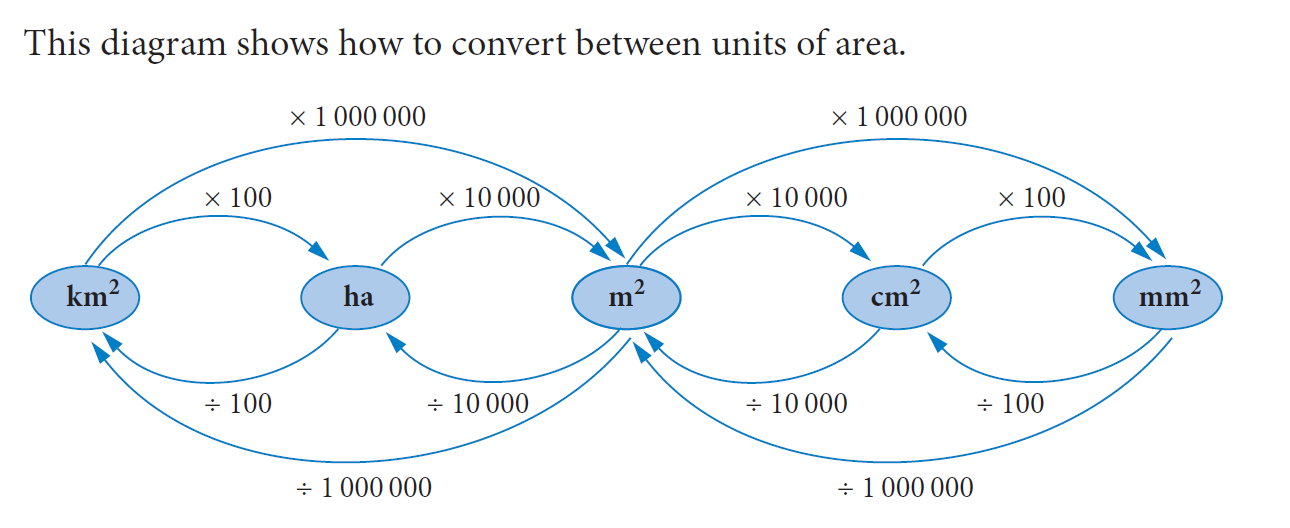 This diagram shows how to convert between units of area.
× 1 000 000 × 1 000 000
× 100 × 10 000 × 10 000 × 100
km² ha m² cm² mm²
÷ 100 ÷ 10 000 ÷ 10 000 ÷ 100
÷ 1 000 000 ÷ 1 000 000